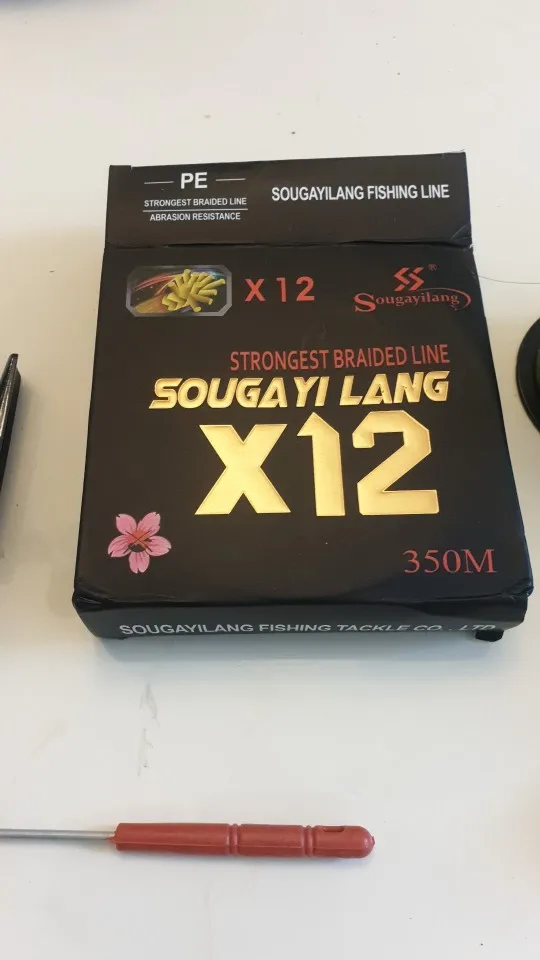 PE
STRONGEST BRAIDED LINE
ABRASION RESISTANCE
SOUGAYILANG FISHING LINE
X12
®
Sougayilang
STRONGEST BRAIDED LINE
SOUGAYI LANG
X12
350M
SOUGAYILANG FISHING TACKLE CO., LTD